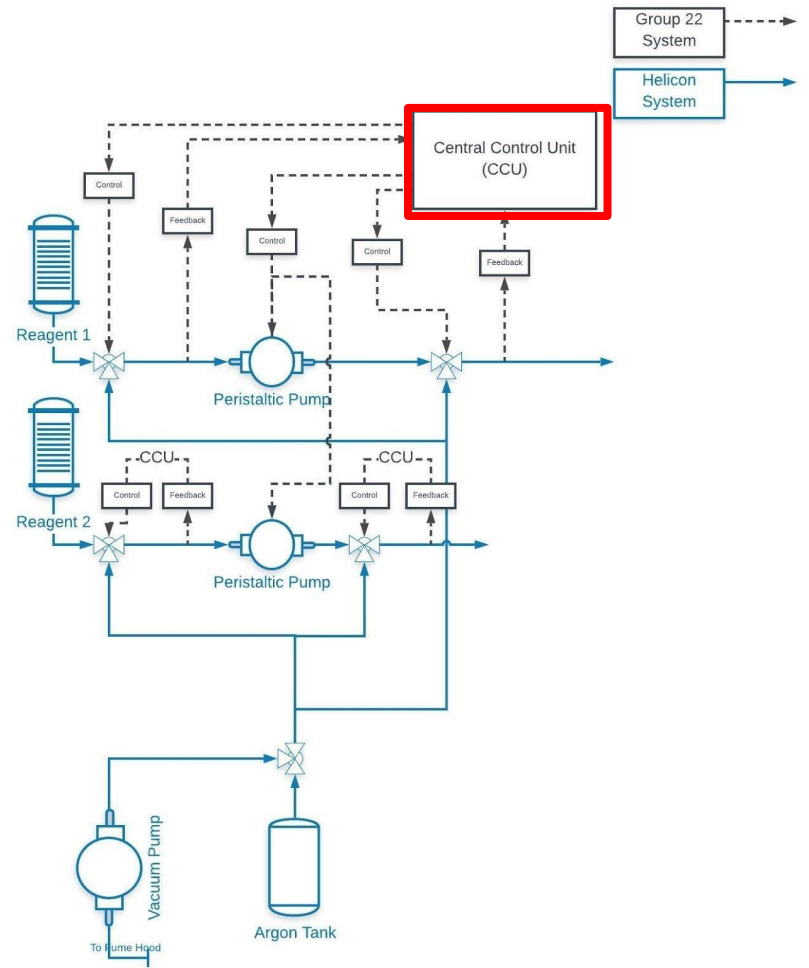 Group 22
System
Helicon
System
Central Control Unit
(CCU)
Control
Feedback
Control
Control
Feedback
Reagent 1
Peristaltic Pump
CCU
CCU
Control
Feedback
Control
Feedback
Reagent 2
Peristaltic Pump
Vacuum Pump
Argon Tank
To Fume Hood